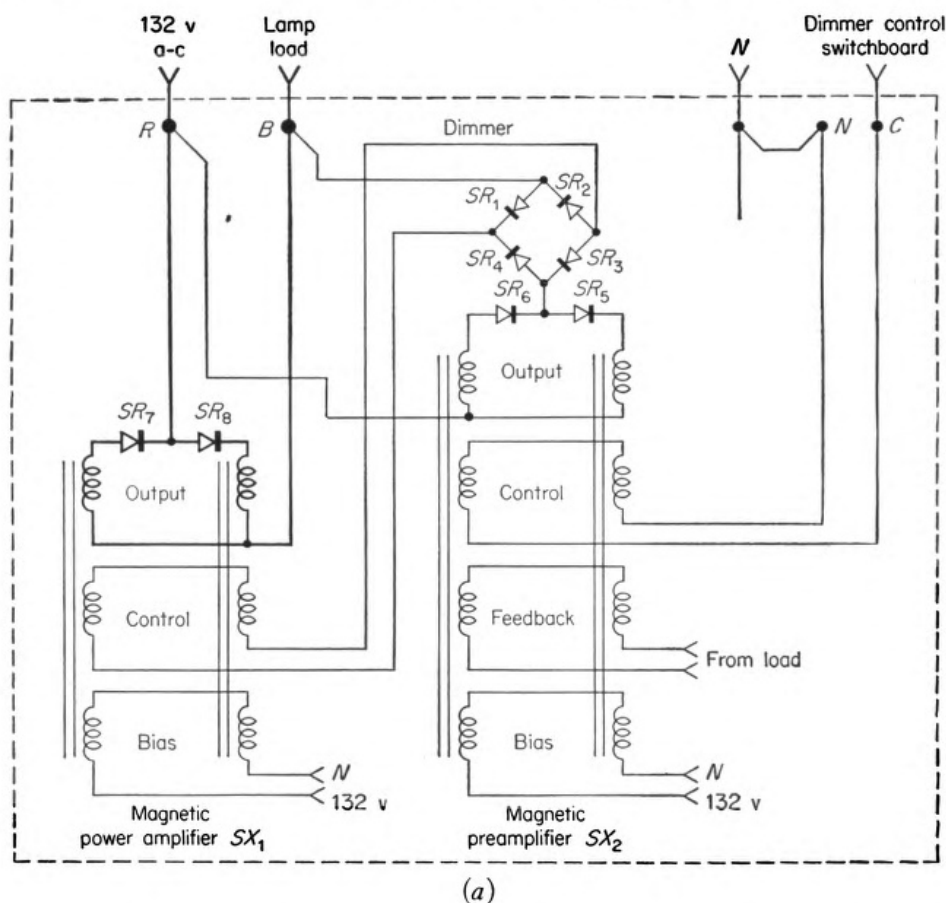 132 v
a-c
Lamp
load
N
Dimmer control
switchboard
R
B
Dimmer
N
C
SR1
SR2
SR4
SR3
SR6
SR5
Output
SR7
SR8
Output
Control
Control
Feedback
From load
Bias
N
132 v
Bias
N
132 v
Magnetic
power amplifier SX1
Magnetic
preamplifier SX2
(a)